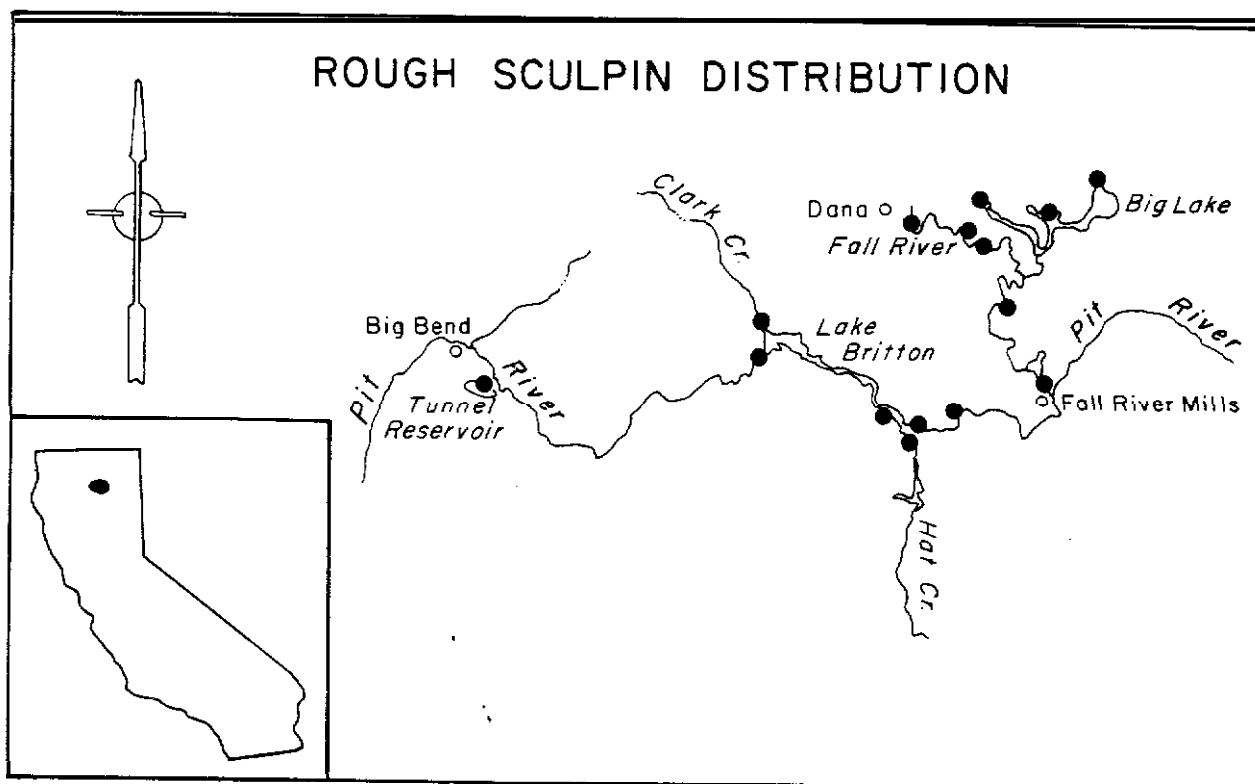 ROUGH SCULPIN DISTRIBUTION
Clark
Cr.
Dana
Fall River
Big Lake
Big Bend
Pit
River
Tunnel
Reservoir
Lake
Britton
Pit
River
Fall River Mills
Hat Cr.